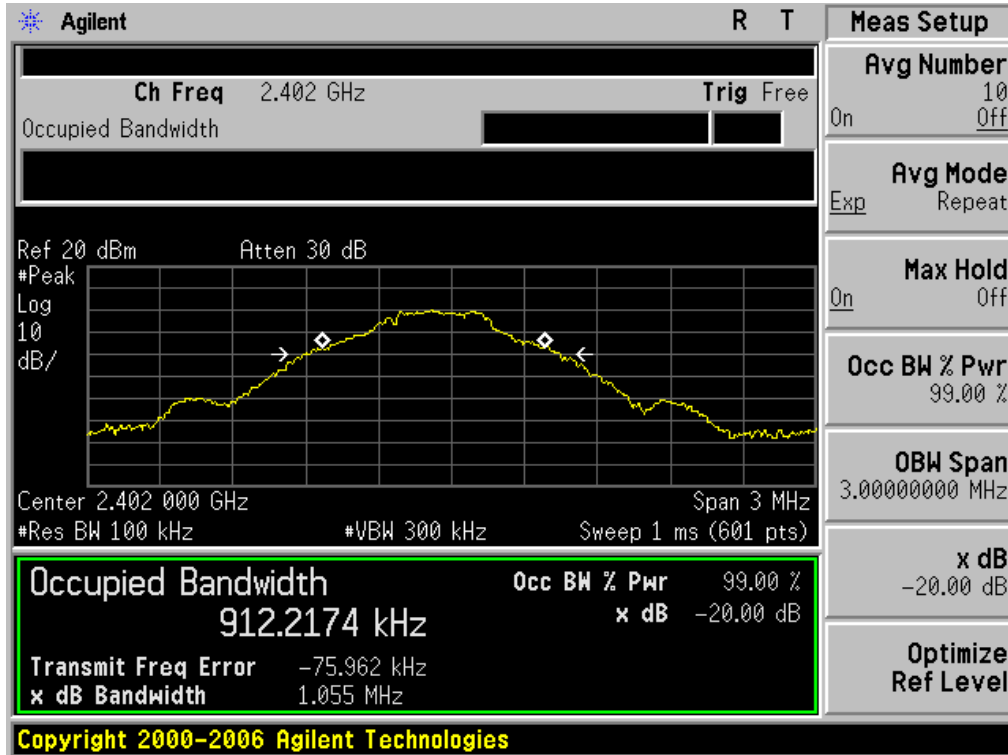 Agilent R T
Ch Freq 2.402 GHz Trig Free
Occupied Bandwidth
Ref 20 dBm Atten 30 dB
#Peak
Log
10
dB/
Center 2.402 000 GHz Span 3 MHz
#Res BW 100 kHz #VBW 300 kHz Sweep 1 ms (601 pts)
Occupied Bandwidth
912.2174 kHz
Occ BW % Pwr 99.00 %
x dB -20.00 dB
Transmit Freq Error -75.962 kHz
x dB Bandwidth 1.055 MHz
Copyright 2000-2006 Agilent Technologies
Meas Setup
Avg Number
10
On Off
Avg Mode
Exp Repeat
Max Hold
On Off
Occ BW % Pwr
99.00 %
OBW Span
3.00000000 MHz
x dB
-20.00 dB
Optimize
Ref Level